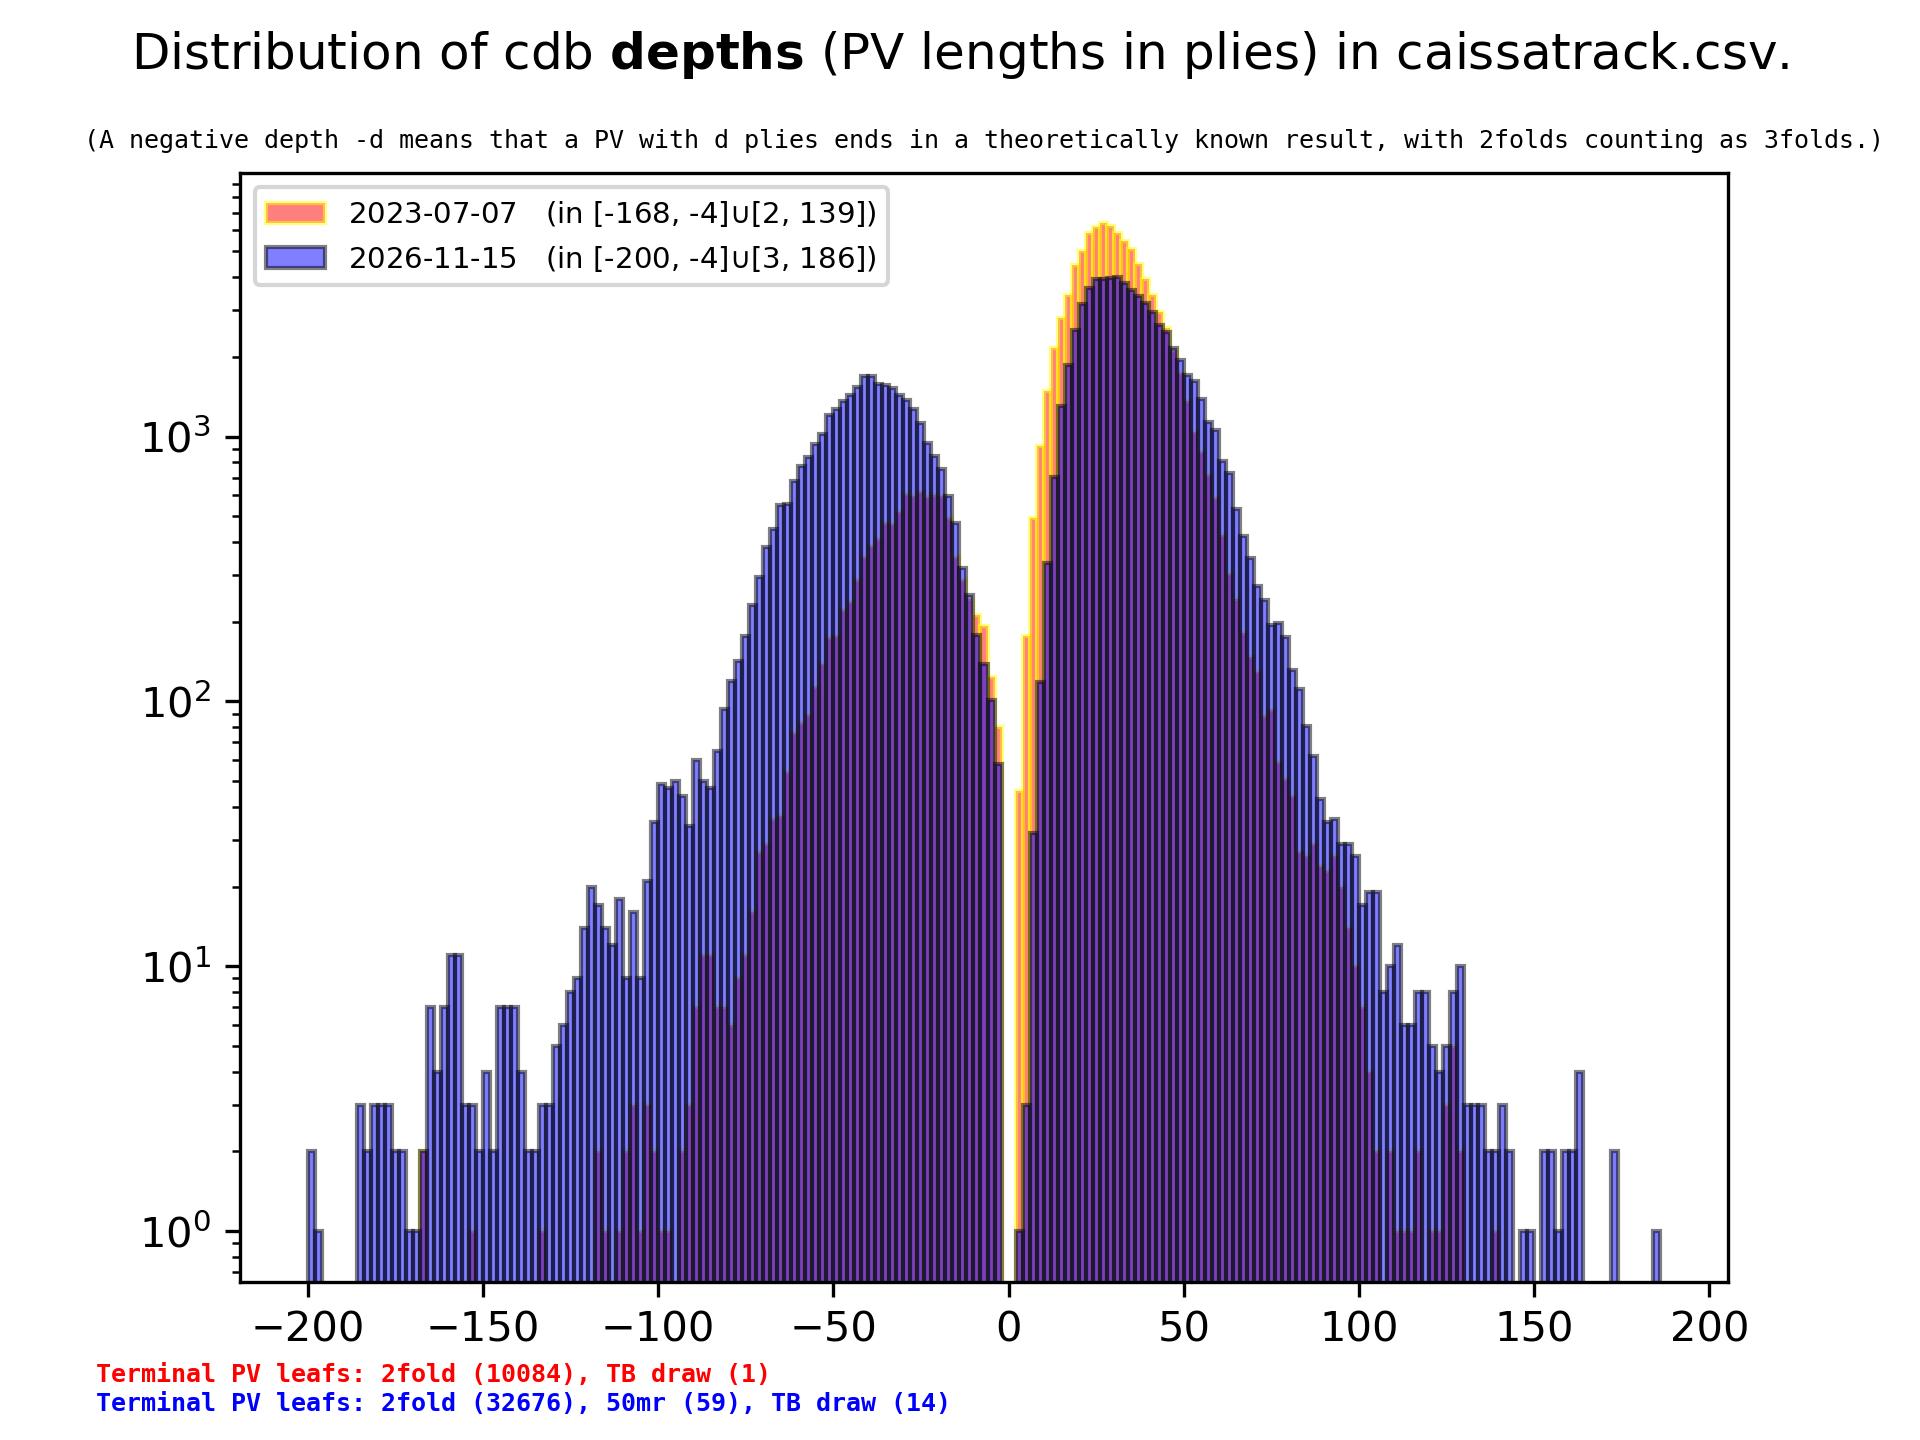 Distribution of cdb depths (PV lengths in plies) in caissatrack.csv.
(A negative depth -d means that a PV with d plies ends in a theoretically known result, with 2folds counting as 3folds.)
2023-07-07 (in [-168, -4]∪[2, 139])
2026-11-15 (in [-200, -4]∪[3, 186])
10³
10²
10¹
10⁰
−200 −150 −100 −50 0 50 100 150 200
Terminal PV leafs: 2fold (10084), TB draw (1)
Terminal PV leafs: 2fold (32676), 50mr (59), TB draw (14)